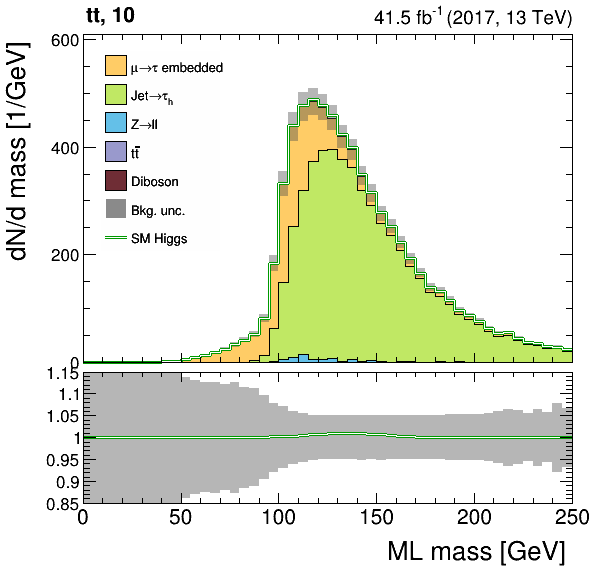 tt, 10
41.5 fb⁻¹ (2017, 13 TeV)
dN/d mass [1/GeV]
600
400
200
0
μ→τ embedded
Jet→τₕ
Z→ll
tt̄
Diboson
Bkg. unc.
SM Higgs
1.15
1.1
1.05
1
0.95
0.9
0.85
0 50 100 150 200 250
ML mass [GeV]